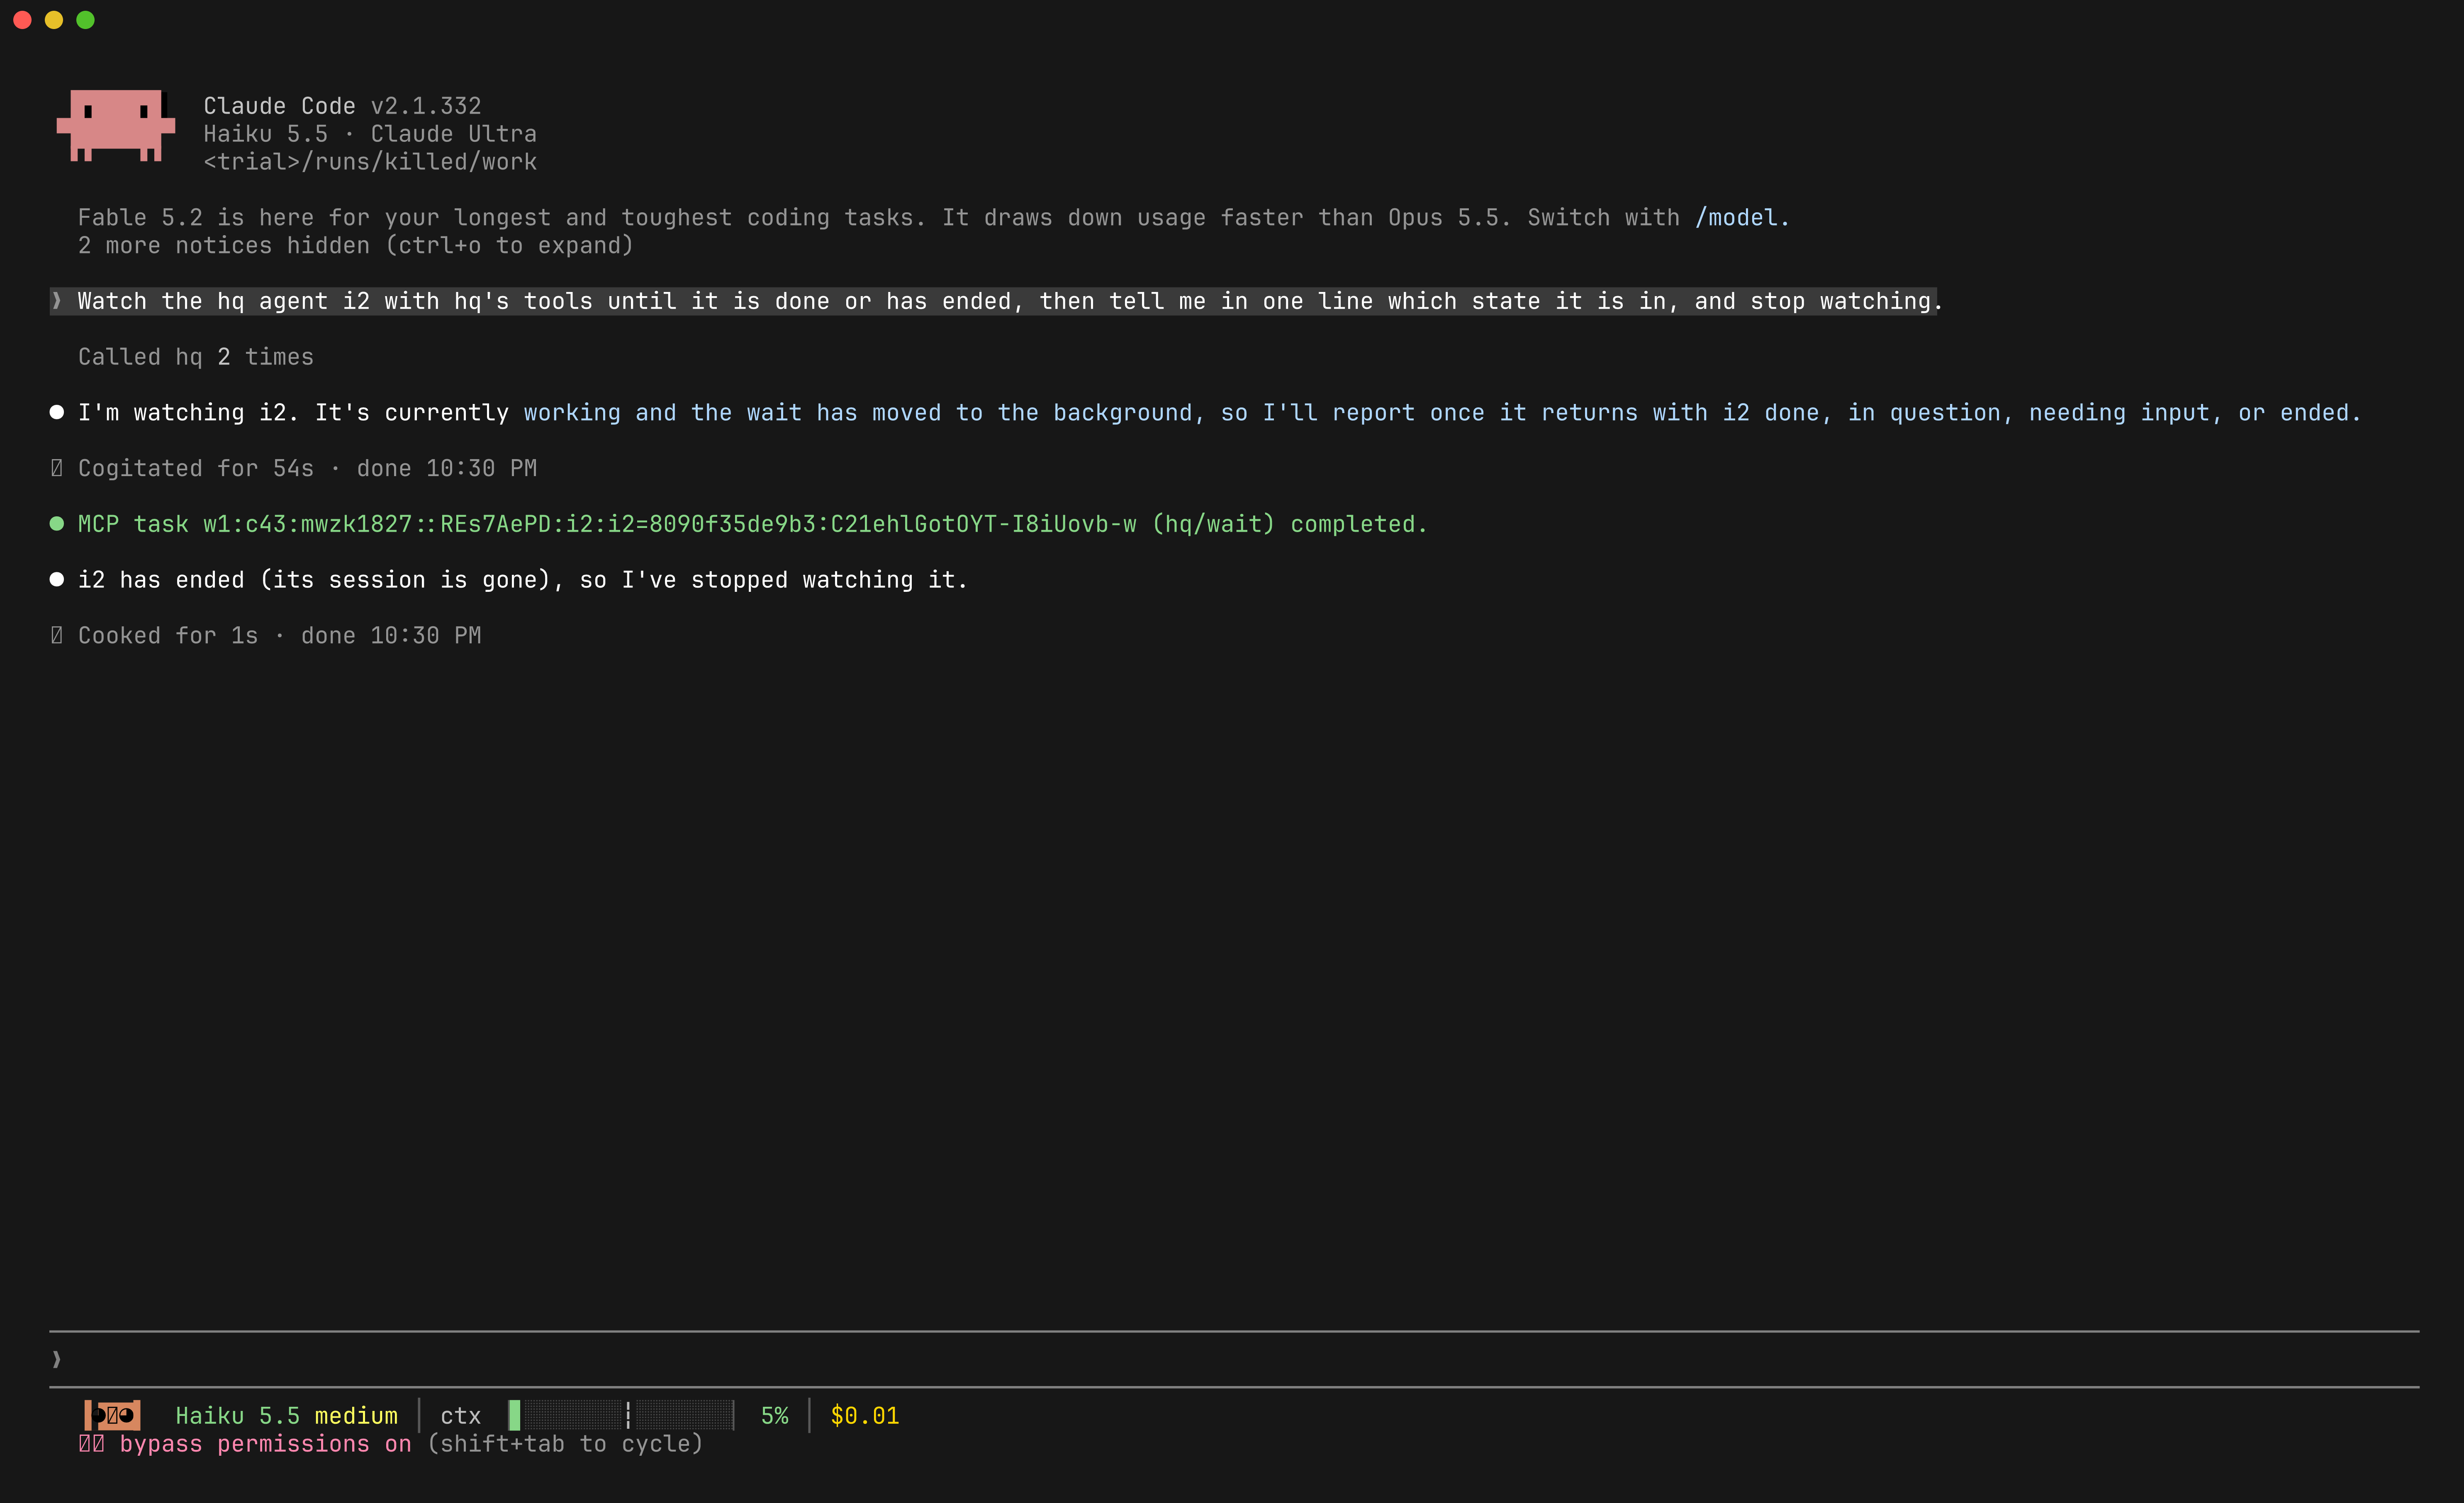 Claude Code v2.1.332
Haiku 5.5 · Claude Ultra
<trial>/runs/killed/work
Fable 5.2 is here for your longest and toughest coding tasks. It draws down usage faster than Opus 5.5. Switch with /model.
2 more notices hidden (ctrl+o to expand)
❯ Watch the hq agent i2 with hq's tools until it is done or has ended, then tell me in one line which state it is in, and stop watching.
Called hq 2 times
● I'm watching i2. It's currently working and the wait has moved to the background, so I'll report once it returns with i2 done, in question, needing input, or ended.
Cogitated for 54s · done 10:30 PM
● MCP task w1:c43:mwzk1827::REs7AePD:i2:i2=8090f35de9b3:C21ehlGotOYT-I8iUovb-w (hq/wait) completed.
● i2 has ended (its session is gone), so I've stopped watching it.
Cooked for 1s · done 10:30 PM
❯
Haiku 5.5 medium │ ctx 5% │ $0.01
bypass permissions on (shift+tab to cycle)